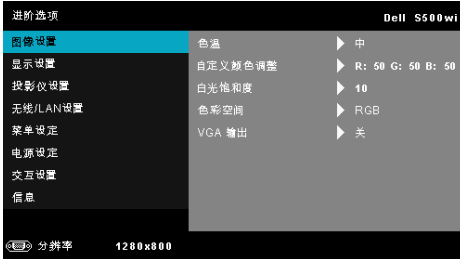 进阶选项 Dell S500wi
图像设置 色温 中
显示设置 自定义颜色调整 R: 50 G: 50 B: 50
投影仪设置 白光饱和度 10
无线/LAN设置 色彩空间 RGB
菜单设定 VGA 输出 关
电源设定
交互设置
信息
分辨率 1280x800